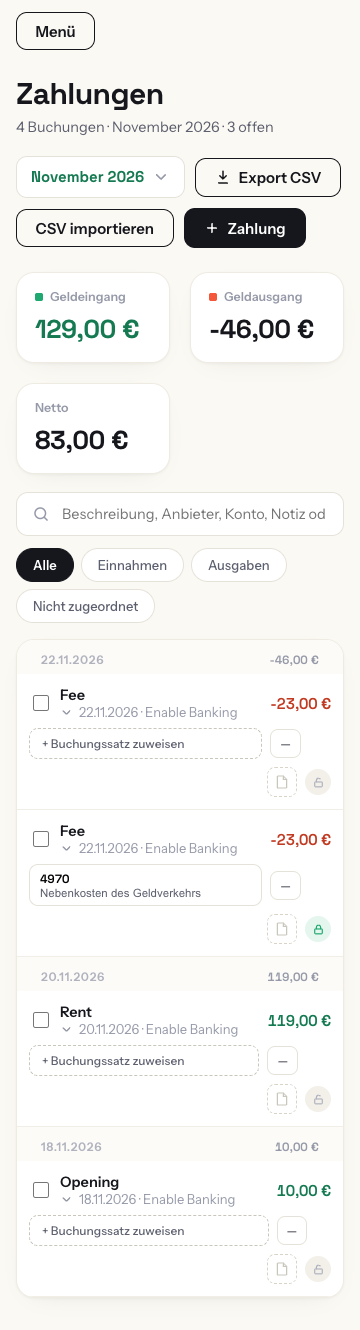 Menü
Zahlungen
4 Buchungen · November 2026 · 3 offen
November 2026
Export CSV
CSV importieren
+ Zahlung
Geldeingang
129,00 €
Geldausgang
-46,00 €
Netto
83,00 €
Beschreibung, Anbieter, Konto, Notiz od
Alle
Einnahmen
Ausgaben
Nicht zugeordnet
22.11.2026 -46,00 €
Fee
-23,00 €
22.11.2026 · Enable Banking
+ Buchungssatz zuweisen
–
Fee
-23,00 €
22.11.2026 · Enable Banking
4970
Nebenkosten des Geldverkehrs
–
20.11.2026 119,00 €
Rent
119,00 €
20.11.2026 · Enable Banking
+ Buchungssatz zuweisen
–
18.11.2026 10,00 €
Opening
10,00 €
18.11.2026 · Enable Banking
+ Buchungssatz zuweisen
–